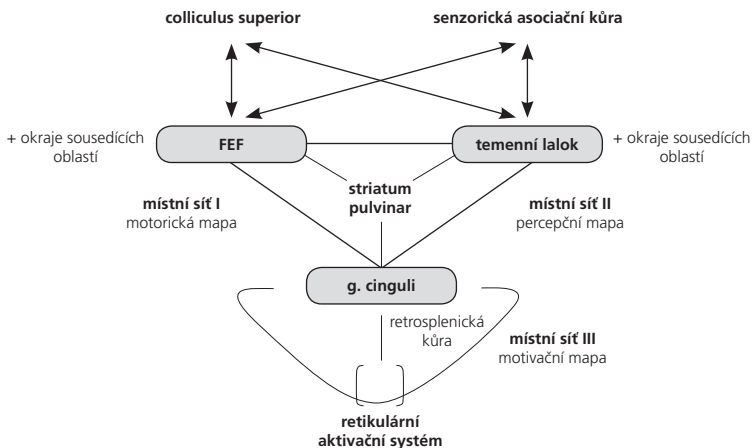 colliculus superior
senzorická asociační kůra
+ okraje sousedících
oblastí
FEF
temenní lalok
+ okraje sousedících
oblastí
striatum
pulvinar
místní síť I
motorická mapa
místní síť II
percepční mapa
g. cinguli
retrosplenická
kůra
místní síť III
motivační mapa
retikulární
aktivační systém